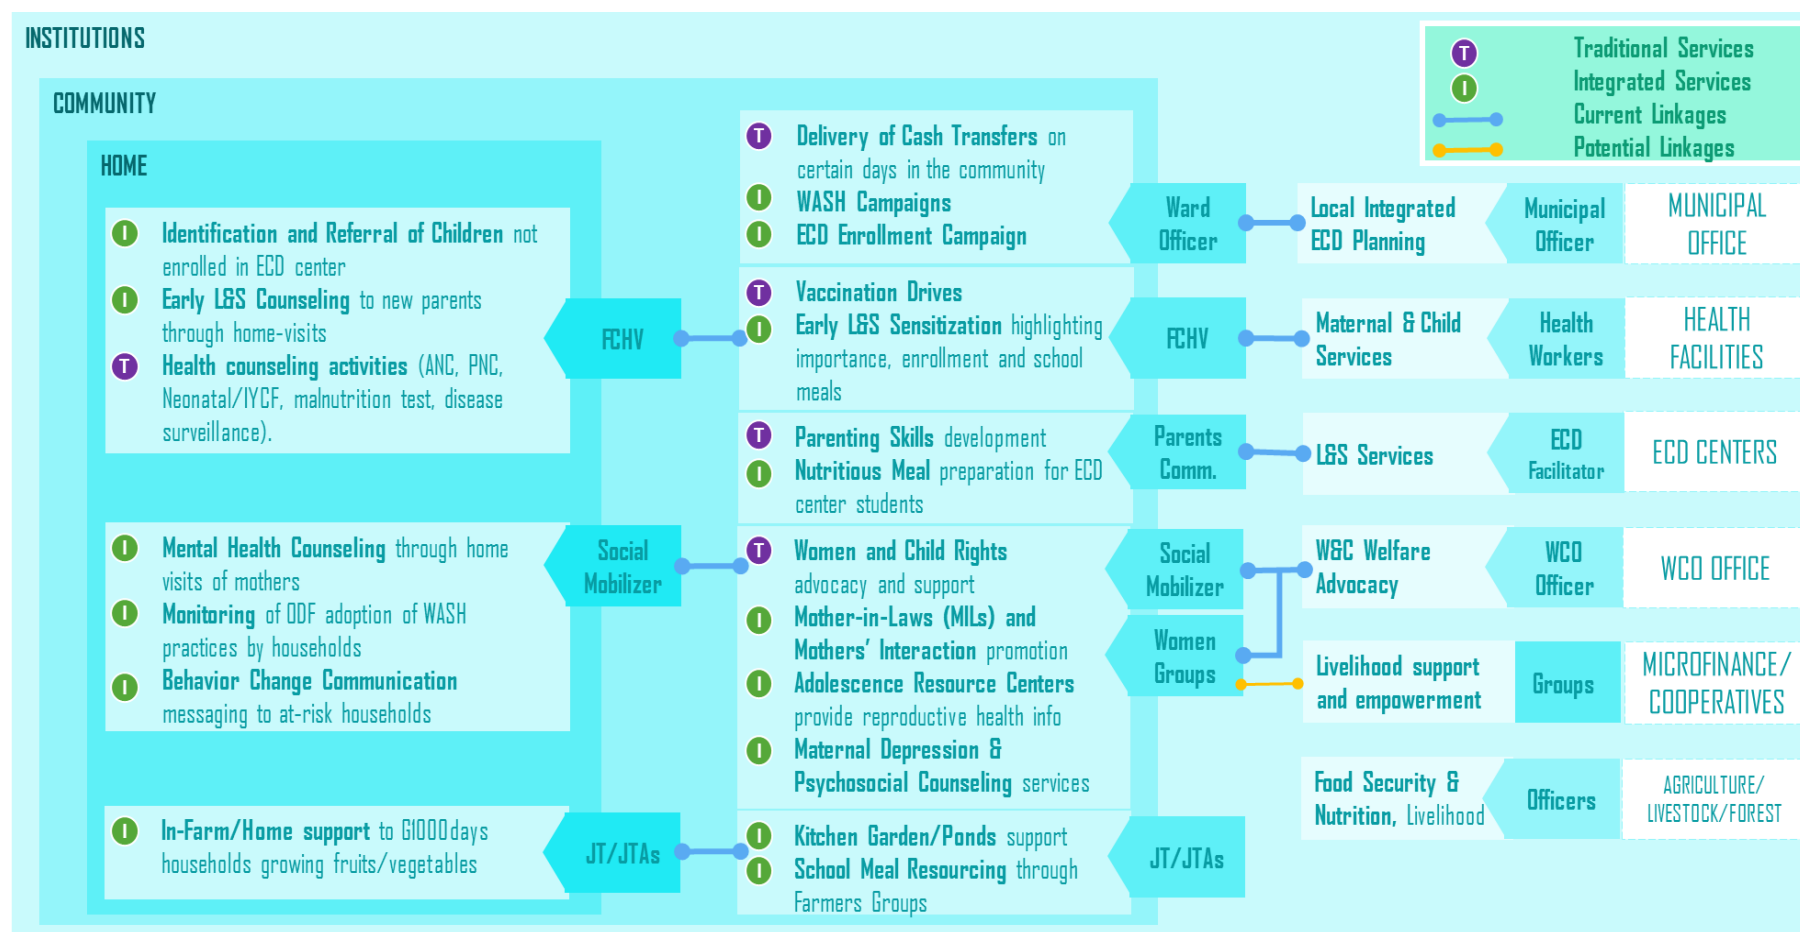 INSTITUTIONS
COMMUNITY
HOME
T
Traditional Services
I
Integrated Services
Current Linkages
Potential Linkages
I
Identification and Referral of Children not
enrolled in ECD center
I
Early L&S Counseling to new parents
through home-visits
T
Health counseling activities (ANC, PNC,
Neonatal/IYCF, malnutrition test, disease
surveillance).
FCHV
I
Mental Health Counseling through home
visits of mothers
I
Monitoring of ODF adoption of WASH
practices by households
I
Behavior Change Communication
messaging to at-risk households
Social
Mobilizer
I
In-Farm/Home support to G1000days
households growing fruits/vegetables
JT/JTAs
T
Delivery of Cash Transfers on
certain days in the community
I
WASH Campaigns
I
ECD Enrollment Campaign
Ward
Officer
T
Vaccination Drives
I
Early L&S Sensitization highlighting
importance, enrollment and school
meals
FCHV
T
Parenting Skills development
I
Nutritious Meal preparation for ECD
center students
Parents
Comm.
T
Women and Child Rights
advocacy and support
I
Mother-in-Laws (MILs) and
Mothers' Interaction promotion
I
Adolescence Resource Centers
provide reproductive health info
I
Maternal Depression &
Psychosocial Counseling services
Social
Mobilizer
Women
Groups
I
Kitchen Garden/Ponds support
I
School Meal Resourcing through
Farmers Groups
JT/JTAs
Local Integrated
ECD Planning
Municipal
Officer
MUNICIPAL
OFFICE
Maternal & Child
Services
Health
Workers
HEALTH
FACILITIES
L&S Services
ECD
Facilitator
ECD CENTERS
W&C Welfare
Advocacy
WCO
Officer
WCO OFFICE
Livelihood support
and empowerment
Groups
MICROFINANCE/
COOPERATIVES
Food Security &
Nutrition, Livelihood
Officers
AGRICULTURE/
LIVESTOCK/FOREST